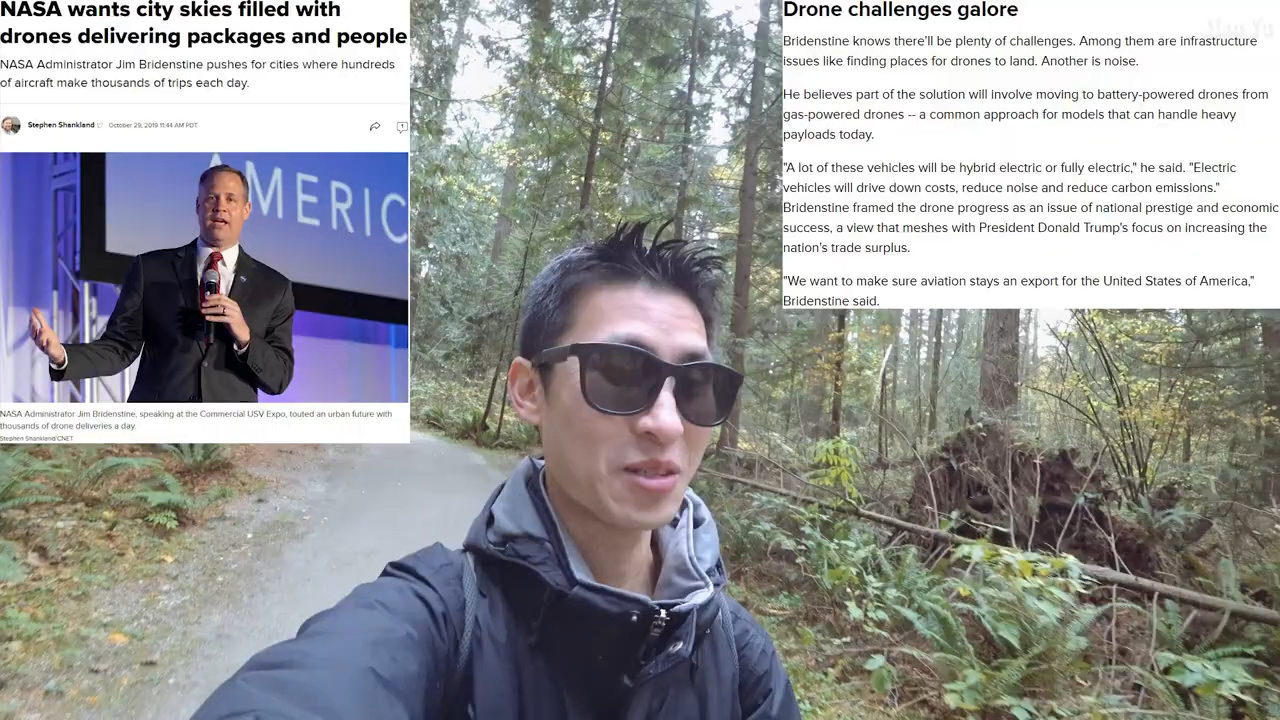 NASA wants city skies filled with
drones delivering packages and people
NASA Administrator Jim Bridenstine pushes for cities where hundreds
of aircraft make thousands of trips each day.
Stephen Shankland
October 29, 2019 11:44 AM PDT
AMERIC
NASA Administrator Jim Bridenstine, speaking at the Commercial USV Expo, touted an urban future with
thousands of drone deliveries a day.
Stephen Shankland/CNET
Drone challenges galore
Bridenstine knows there'll be plenty of challenges. Among them are infrastructure
issues like finding places for drones to land. Another is noise.
He believes part of the solution will involve moving to battery-powered drones from
gas-powered drones -- a common approach for models that can handle heavy
payloads today.
"A lot of these vehicles will be hybrid electric or fully electric," he said. "Electric
vehicles will drive down costs, reduce noise and reduce carbon emissions."
Bridenstine framed the drone progress as an issue of national prestige and economic
success, a view that meshes with President Donald Trump's focus on increasing the
nation's trade surplus.
"We want to make sure aviation stays an export for the United States of America,"
Bridenstine said.